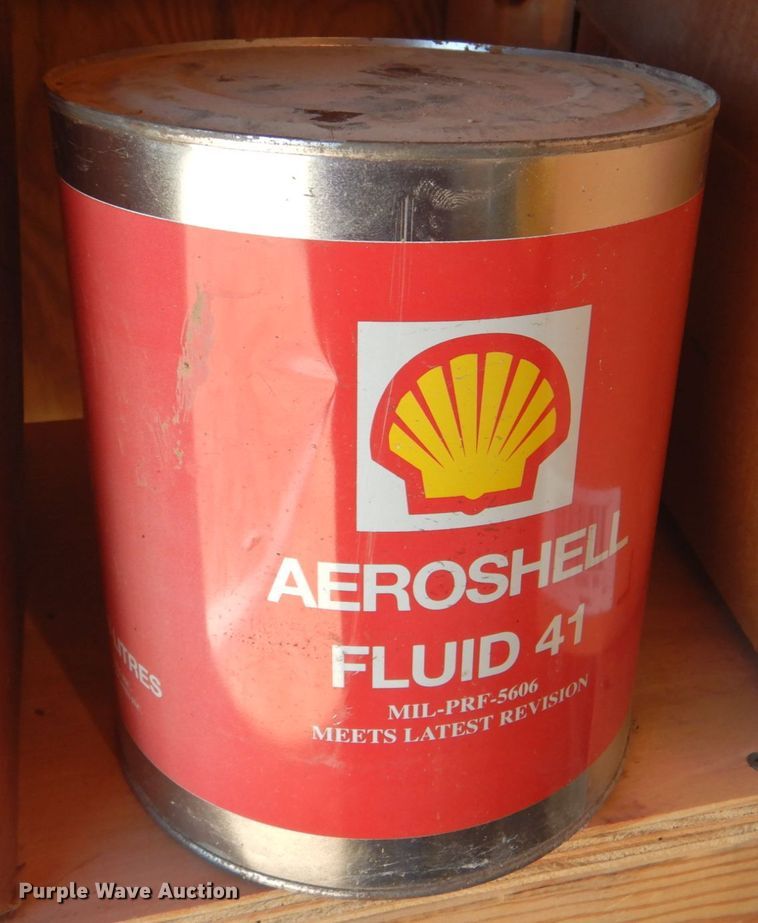 AEROSHELL
FLUID 41
MIL-PRF-5606
MEETS LATEST REVISION
LITRES
Purple Wave Auction